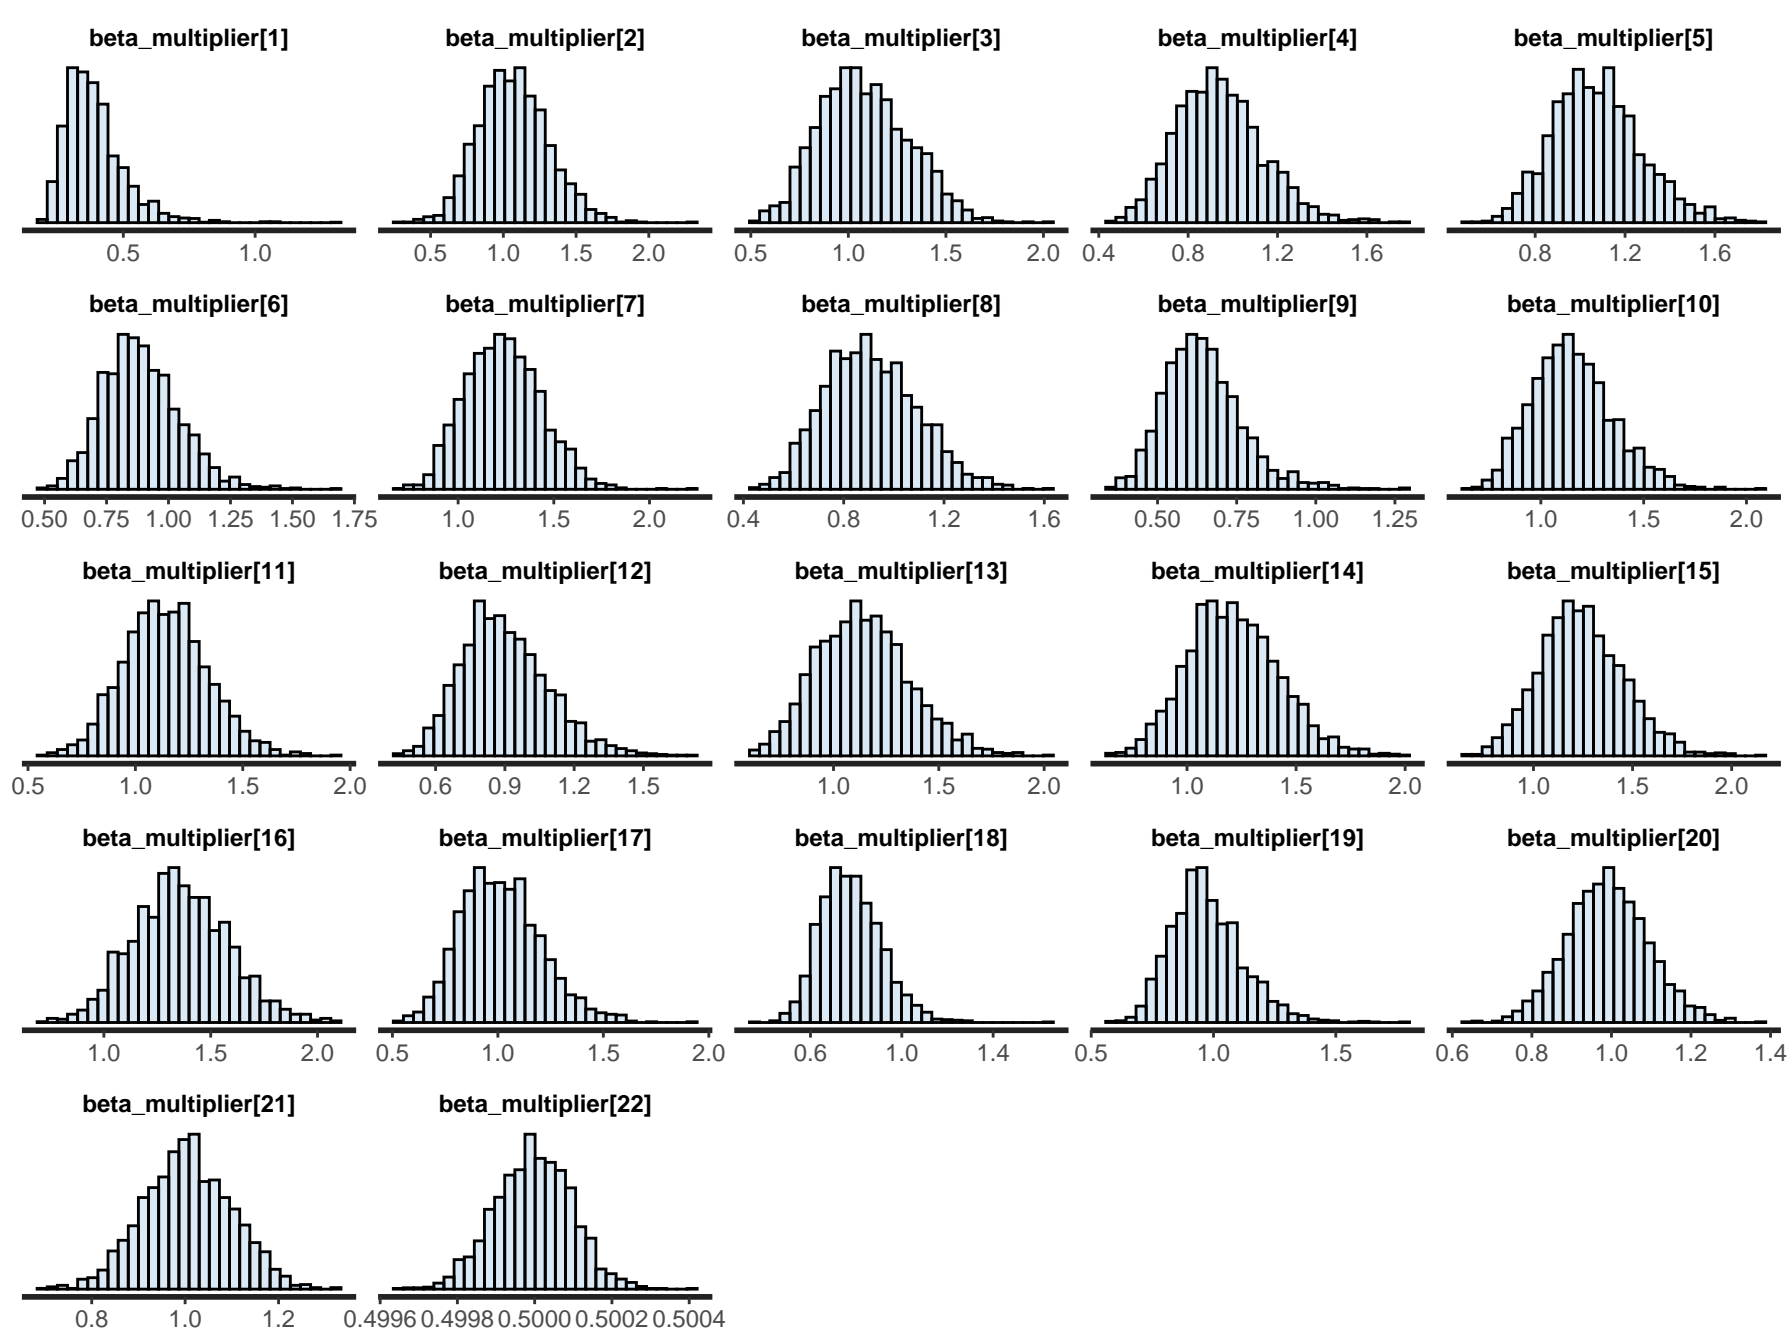 beta_multiplier[1] beta_multiplier[2] beta_multiplier[3] beta_multiplier[4] beta_multiplier[5]
0.5 1.0 0.5 1.0 1.5 2.0 0.5 1.0 1.5 2.0 0.4 0.8 1.2 1.6 0.8 1.2 1.6
beta_multiplier[6] beta_multiplier[7] beta_multiplier[8] beta_multiplier[9] beta_multiplier[10]
0.50 0.75 1.00 1.25 1.50 1.75 1.0 1.5 2.0 0.4 0.8 1.2 1.6 0.50 0.75 1.00 1.25 1.0 1.5 2.0
beta_multiplier[11] beta_multiplier[12] beta_multiplier[13] beta_multiplier[14] beta_multiplier[15]
0.5 1.0 1.5 2.0 0.6 0.9 1.2 1.5 1.0 1.5 2.0 1.0 1.5 2.0 1.0 1.5 2.0
beta_multiplier[16] beta_multiplier[17] beta_multiplier[18] beta_multiplier[19] beta_multiplier[20]
1.0 1.5 2.0 0.5 1.0 1.5 2.0 0.6 1.0 1.4 0.5 1.0 1.5 0.6 0.8 1.0 1.2 1.4
beta_multiplier[21] beta_multiplier[22]
0.8 1.0 1.2 0.4996 0.4998 0.5000 0.5002 0.5004